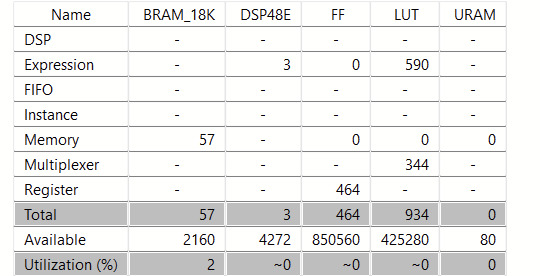 Name BRAM_18K DSP48E FF LUT URAM
DSP - - - - -
Expression - 3 0 590 -
FIFO - - - - -
Instance - - - - -
Memory 57 - 0 0 0
Multiplexer - - - 344 -
Register - - 464 - -
Total 57 3 464 934 0
Available 2160 4272 850560 425280 80
Utilization (%) 2 ~0 ~0 ~0 0